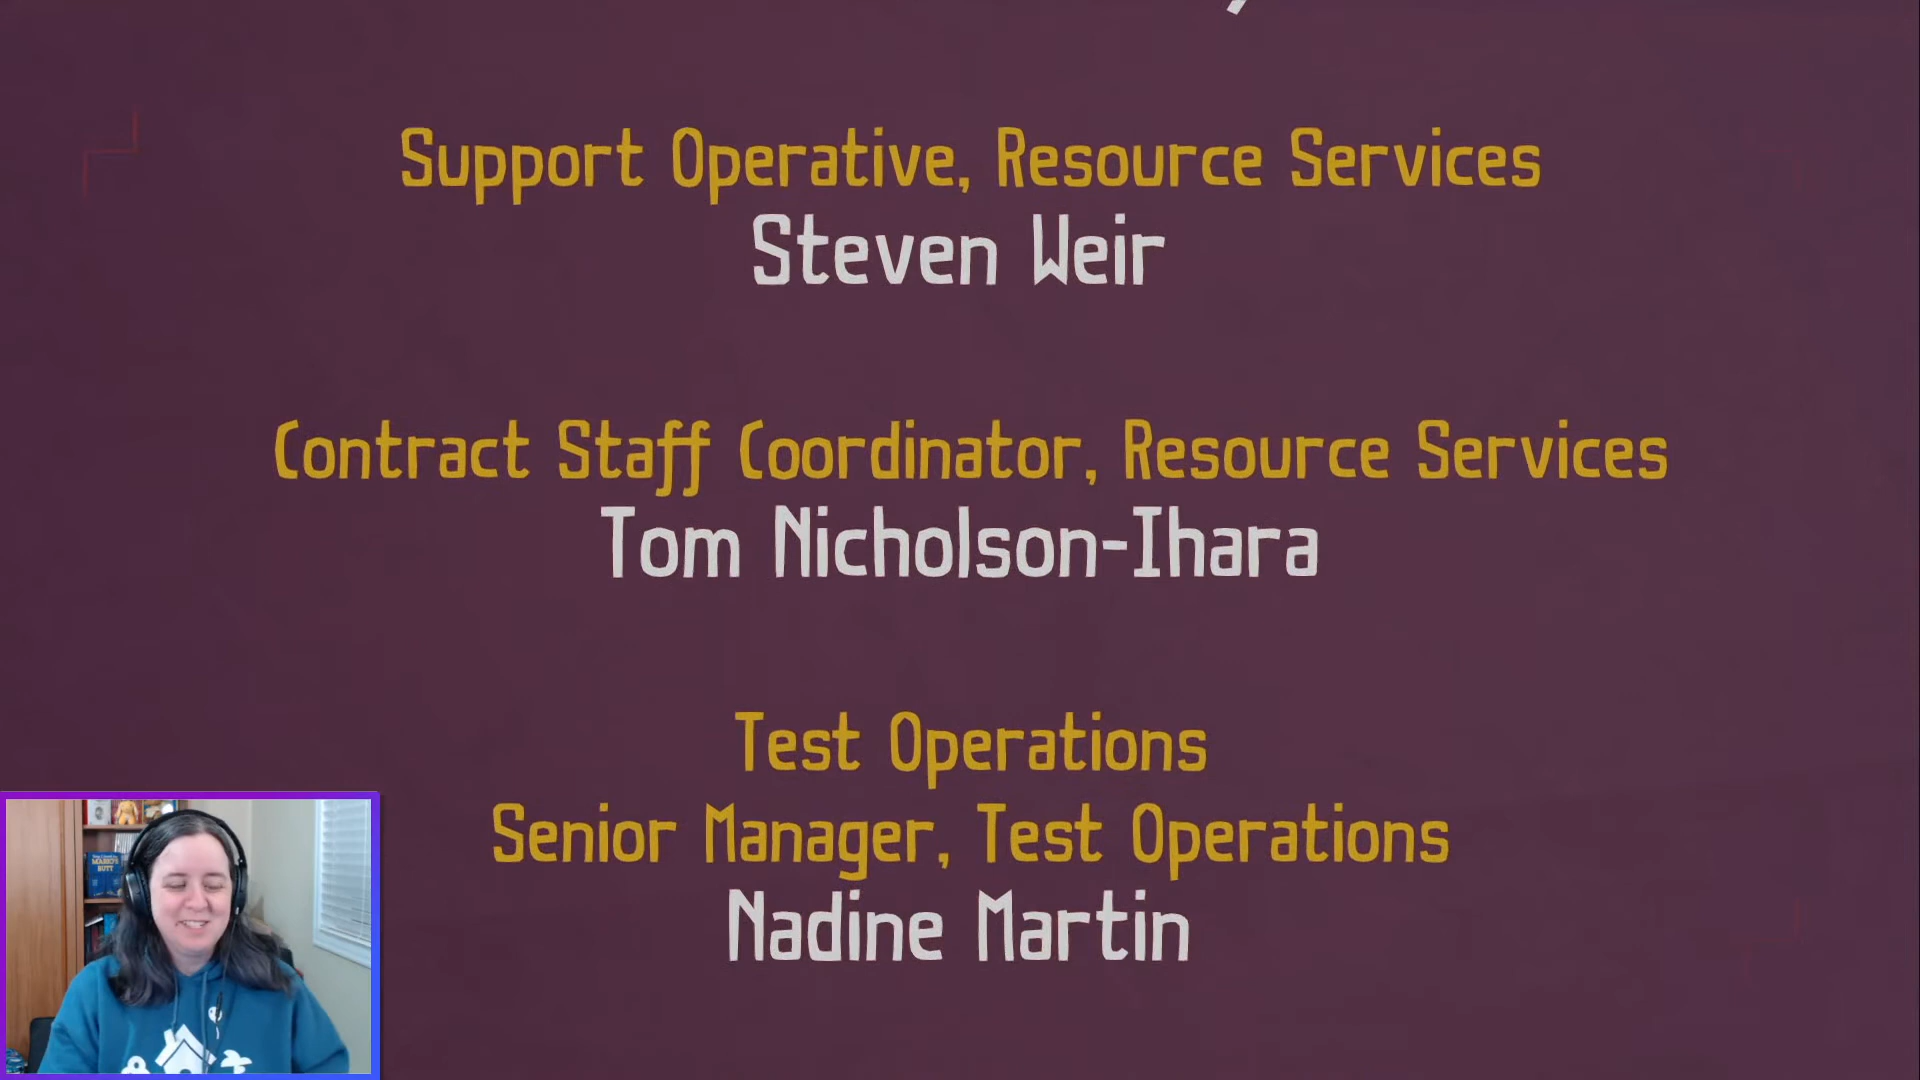 Support Operative, Resource Services
Steven Weir
Contract Staff Coordinator, Resource Services
Tom Nicholson-Ihara
Test Operations
Senior Manager, Test Operations
Nadine Martin